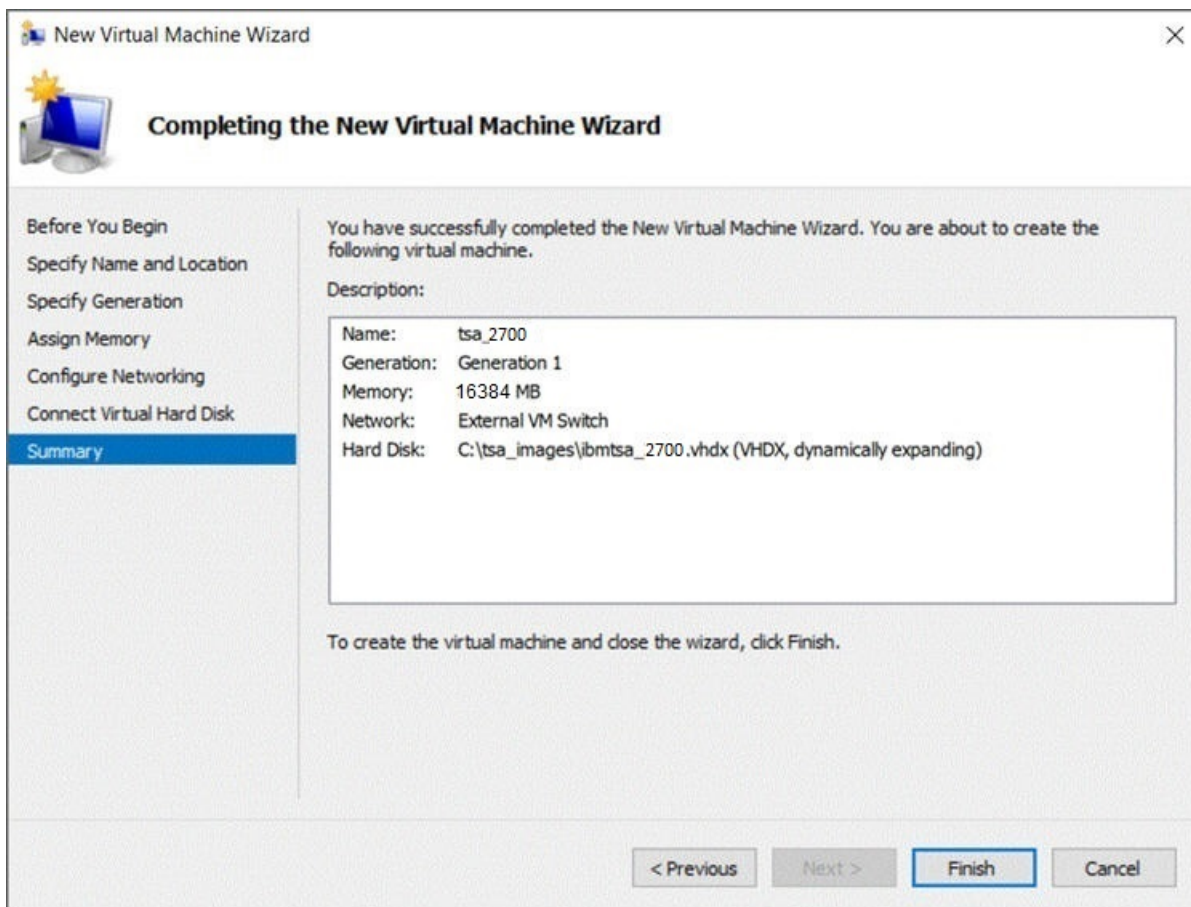 New Virtual Machine Wizard
Completing the New Virtual Machine Wizard
Before You Begin
Specify Name and Location
Specify Generation
Assign Memory
Configure Networking
Connect Virtual Hard Disk
Summary
You have successfully completed the New Virtual Machine Wizard. You are about to create the
following virtual machine.
Description:
Name: tsa_2700
Generation: Generation 1
Memory: 16384 MB
Network: External VM Switch
Hard Disk: C:\tsa_images\ibmtsa_2700.vhdx (VHDX, dynamically expanding)
To create the virtual machine and close the wizard, click Finish.
< Previous Next > Finish Cancel